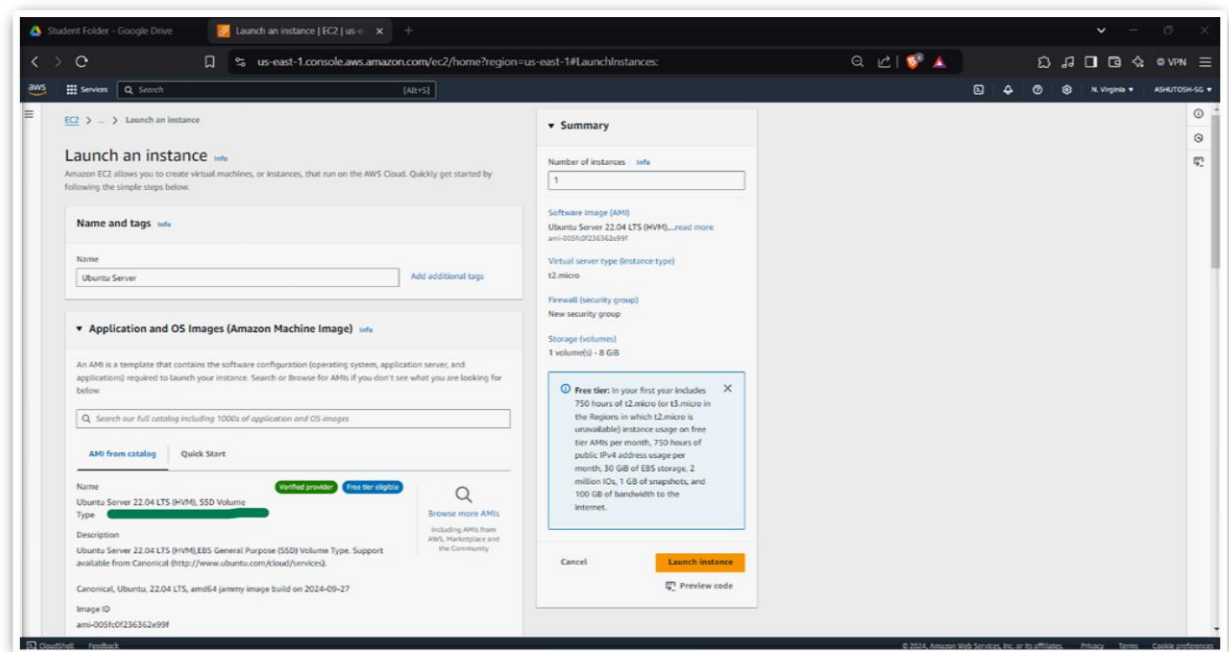 Student Folder - Google Drive
Launch an instance | EC2 | us-e
us-east-1.console.aws.amazon.com/ec2/home?region=us-east-1#LaunchInstances:
VPN
aws
Services
Search
[Alt+S]
N. Virginia
ASHUTOSH-SG
EC2 > ... > Launch an instance
Launch an instance Info
Amazon EC2 allows you to create virtual machines, or instances, that run on the AWS Cloud. Quickly get started by
following the simple steps below.
Name and tags Info
Name
Ubuntu Server
Add additional tags
Application and OS Images (Amazon Machine Image) Info
An AMI is a template that contains the software configuration (operating system, application server, and
applications) required to launch your instance. Search or Browse for AMIs if you don't see what you are looking for
below
Search our full catalog including 1000s of application and OS images
AMI from catalog
Quick Start
Name
Verified provider
Free tier eligible
Ubuntu Server 22.04 LTS (HVM), SSD Volume
Type
Description
Ubuntu Server 22.04 LTS (HVM),EBS General Purpose (SSD) Volume Type. Support
available from Canonical (http://www.ubuntu.com/cloud/services).
Canonical, Ubuntu, 22.04 LTS, amd64 jammy image build on 2024-09-27
Image ID
ami-005fc0f236362e99f
Browse more AMIs
Including AMIs from
AWS, Marketplace and
the Community
Summary
Number of instances Info
1
Software Image (AMI)
Ubuntu Server 22.04 LTS (HVM),...read more
ami-005fc0f236362e99f
Virtual server type (instance type)
t2.micro
Firewall (security group)
New security group
Storage (volumes)
1 volume(s) - 8 GiB
Free tier: In your first year includes
750 hours of t2.micro (or t3.micro in
the Regions in which t2.micro is
unavailable) instance usage on free
tier AMIs per month, 750 hours of
public IPv4 address usage per
month, 30 GiB of EBS storage, 2
million IOs, 1 GB of snapshots, and
100 GB of bandwidth to the
internet.
Cancel
Launch instance
Preview code
CloudShell
Feedback
© 2024, Amazon Web Services, Inc. or its affiliates.
Privacy
Terms
Cookie preferences